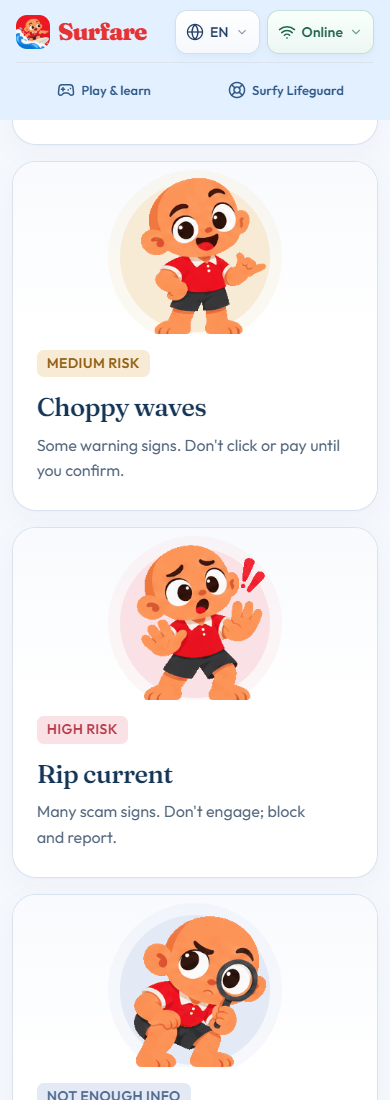 Surfare
EN
Online
Play & learn
Surfy Lifeguard
MEDIUM RISK
Choppy waves
Some warning signs. Don't click or pay until
you confirm.
HIGH RISK
Rip current
Many scam signs. Don't engage; block
and report.
NOT ENOUGH INFO